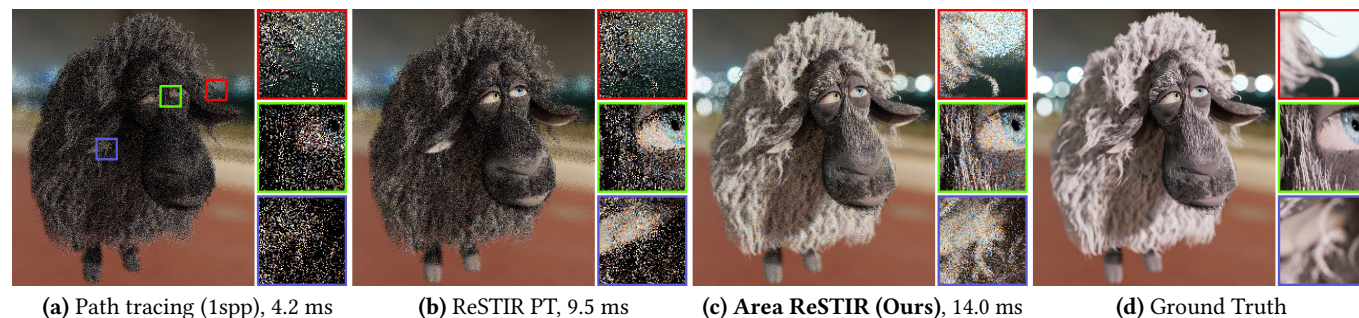 (a) Path tracing (1spp), 4.2 ms (b) ReSTIR PT, 9.5 ms (c) Area ReSTIR (Ours), 14.0 ms (d) Ground Truth